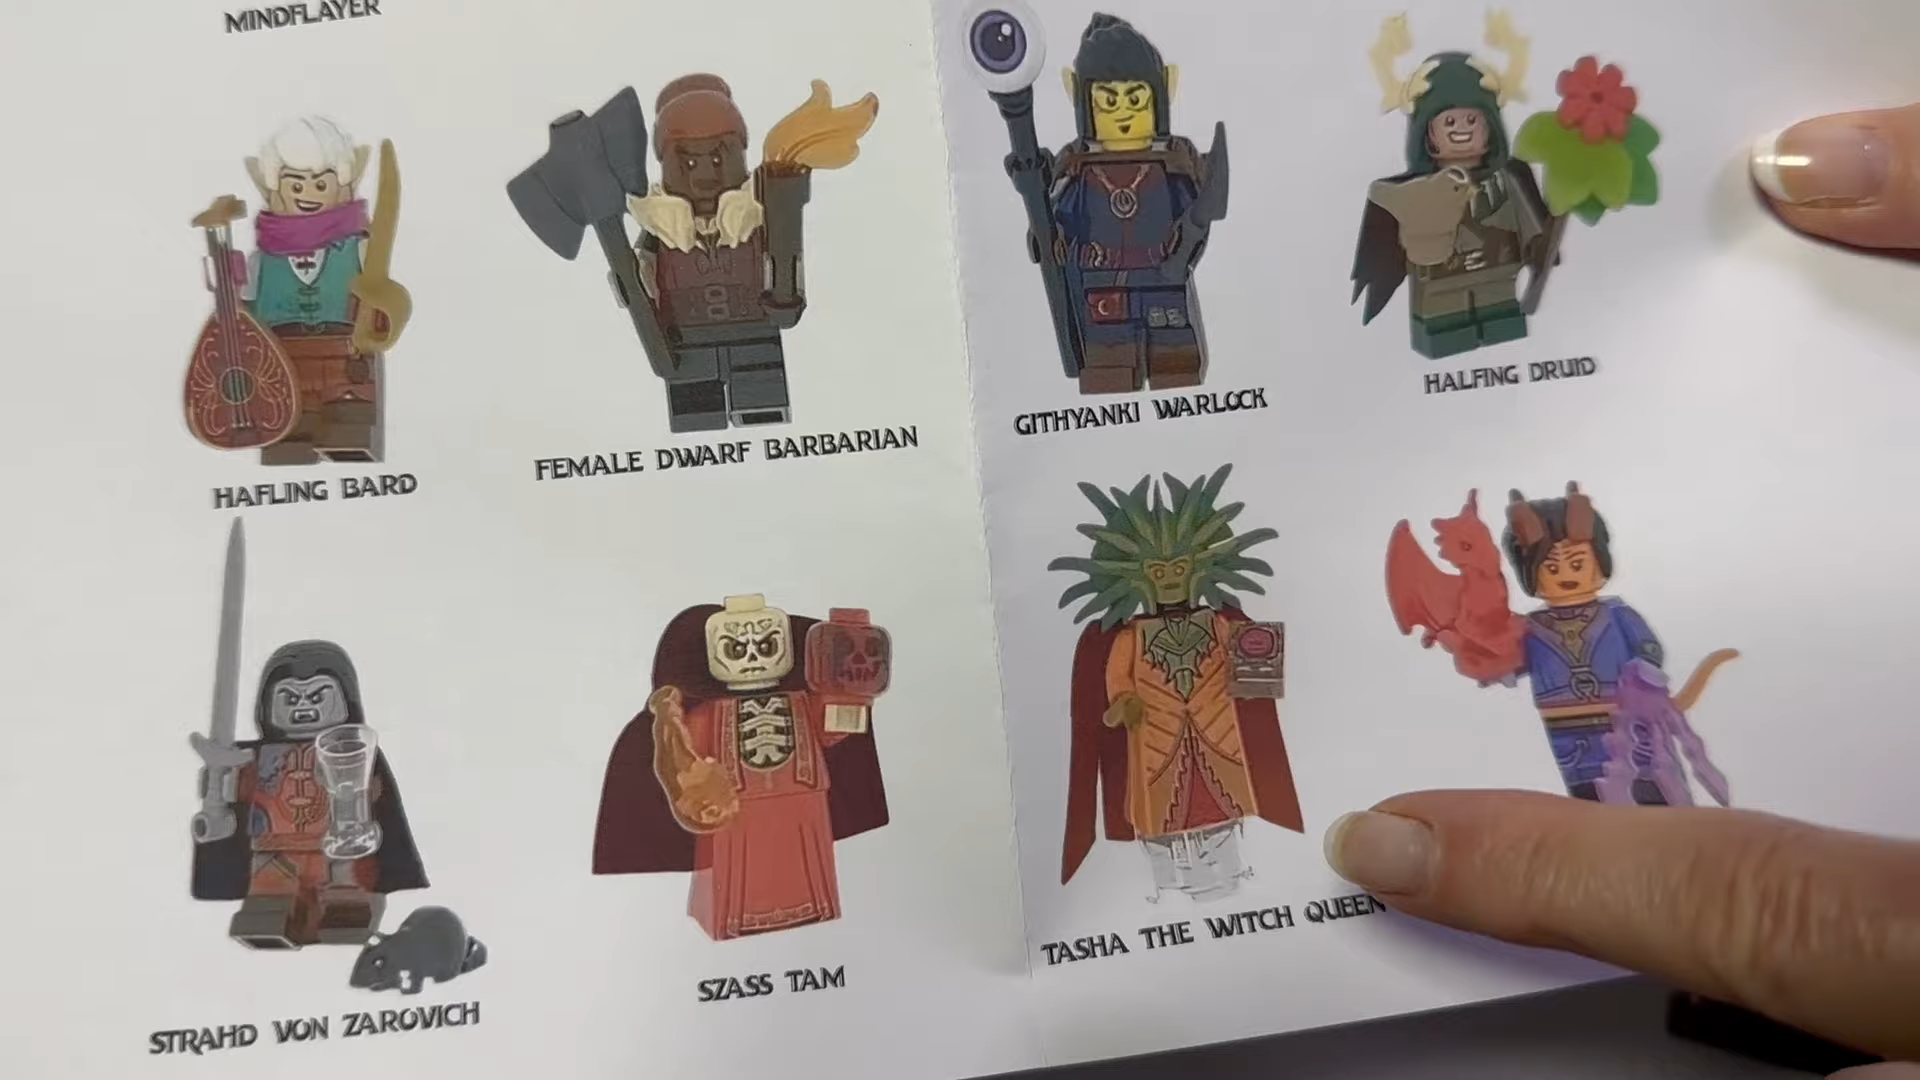 MINDFLAYER
HAFLING BARD
FEMALE DWARF BARBARIAN
GITHYANKI WARLOCK
HALFING DRUID
STRAHD VON ZAROVICH
SZASS TAM
TASHA THE WITCH QUEEN